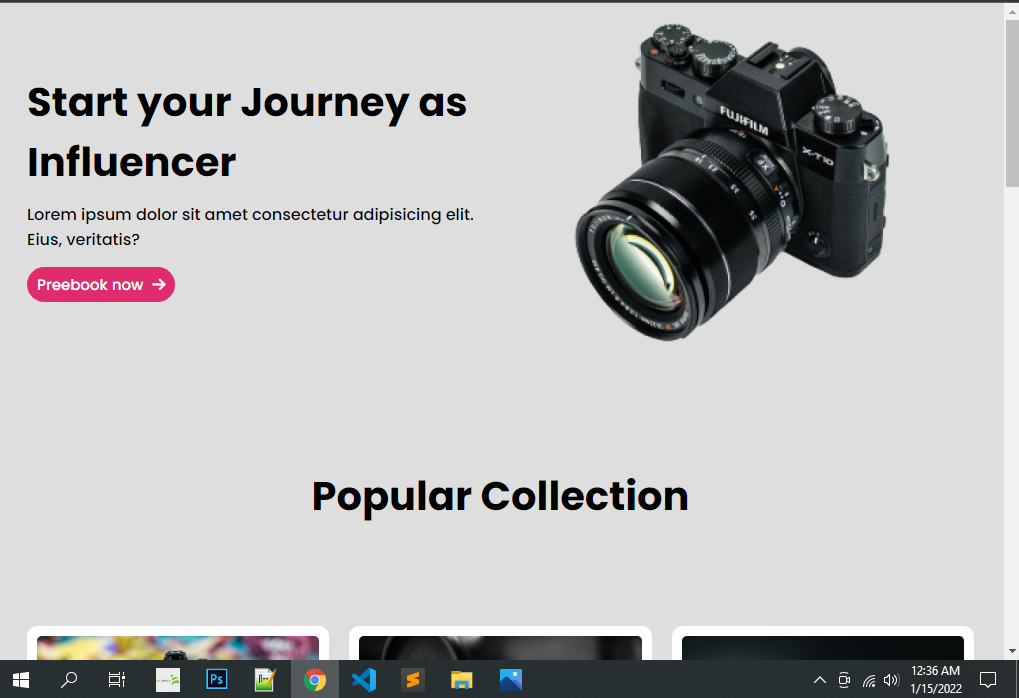 Start your Journey as
Influencer
Lorem ipsum dolor sit amet consectetur adipisicing elit.
Eius, veritatis?
Preebook now
FUJIFILM
X-T10
XF
Popular Collection
Ps
12:36 AM
1/15/2022